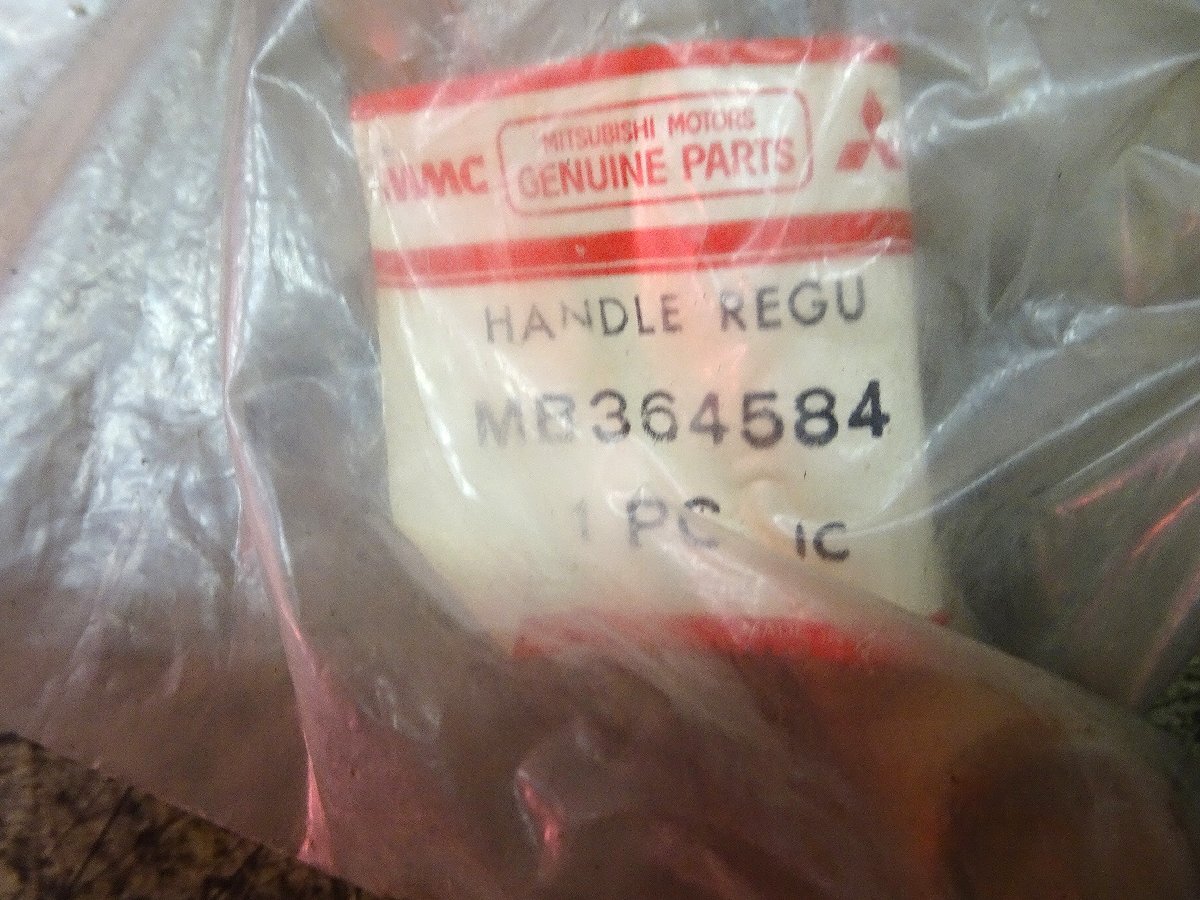 MITSUBISHI MOTORS
MMC GENUINE PARTS
HANDLE REGU
MB364584
1 PC IC